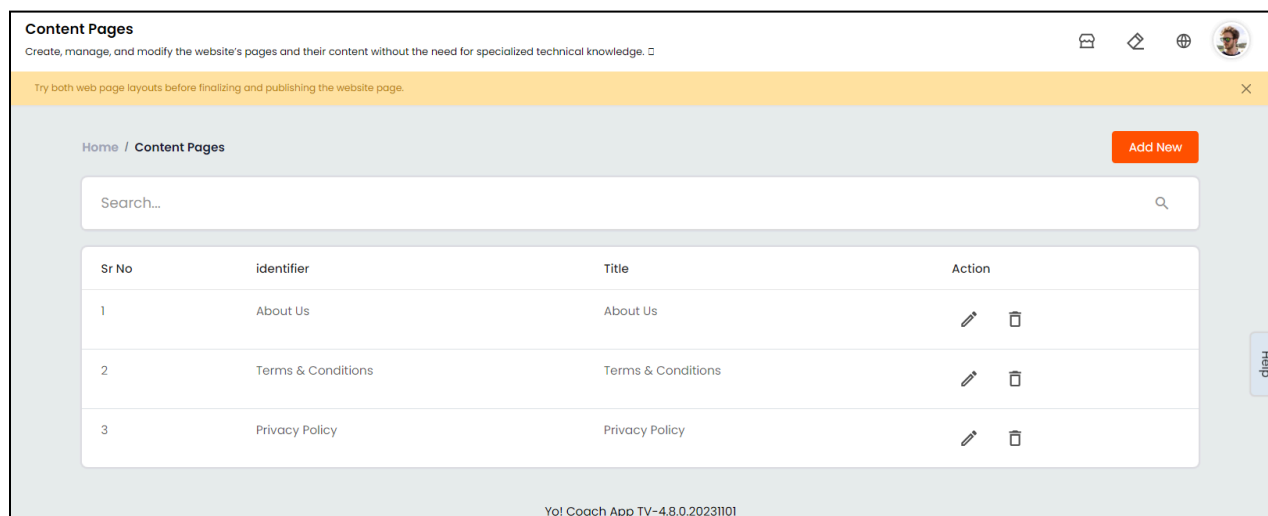 Content Pages
Create, manage, and modify the website’s pages and their content without the need for specialized technical knowledge.
Try both web page layouts before finalizing and publishing the website page.
Home / Content Pages
Add New
Search...
Sr No identifier Title Action
1 About Us About Us
2 Terms & Conditions Terms & Conditions
3 Privacy Policy Privacy Policy
Help
Yo! Coach App TV-4.8.0.20231101